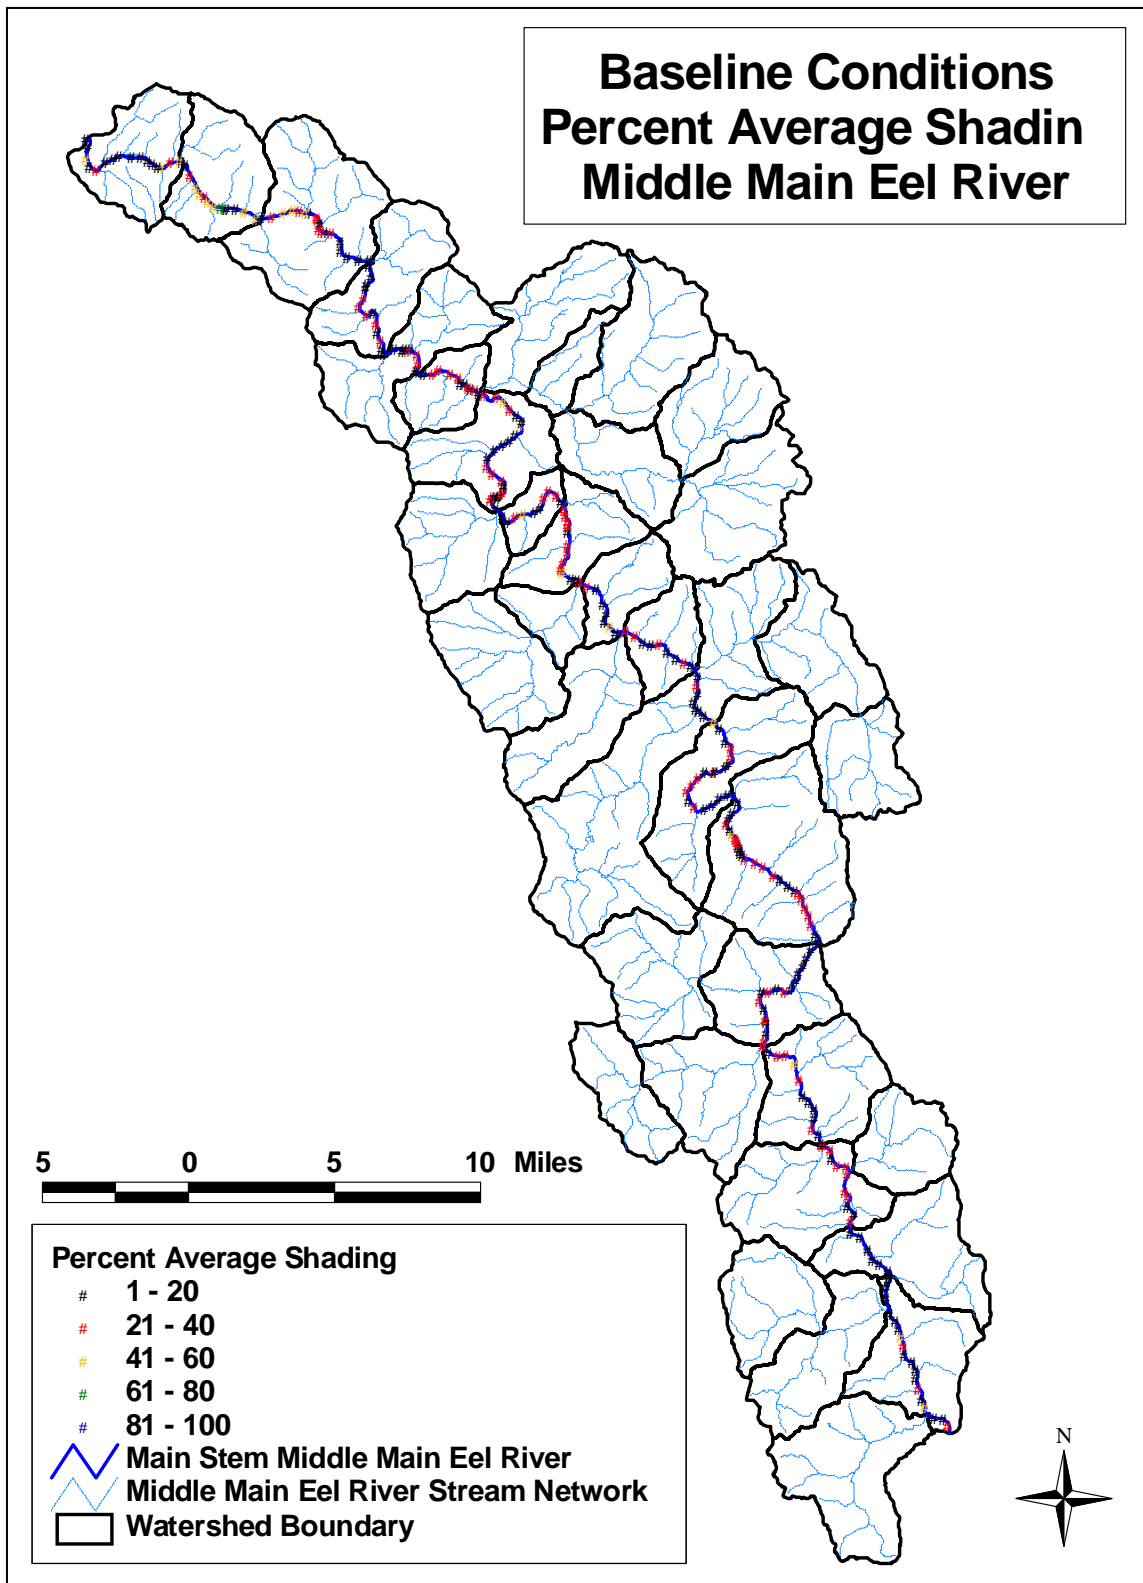 Baseline Conditions
Percent Average Shadin
Middle Main Eel River
5 0 5 10 Miles
Percent Average Shading
# 1 - 20
# 21 - 40
# 41 - 60
# 61 - 80
# 81 - 100
Main Stem Middle Main Eel River
Middle Main Eel River Stream Network
Watershed Boundary
N